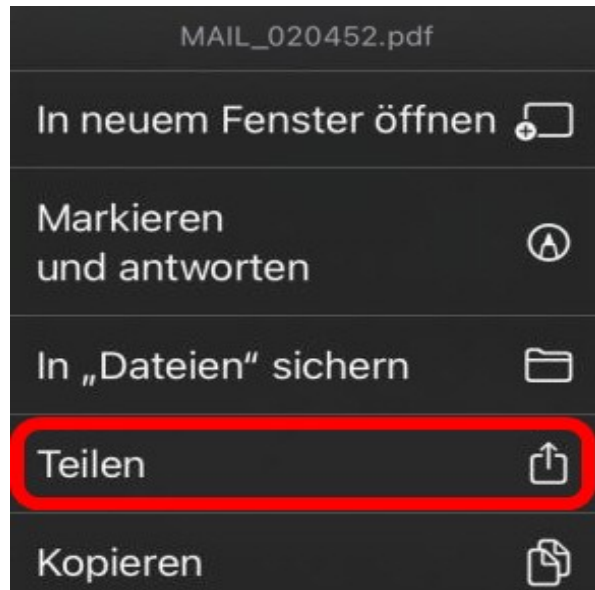 MAIL_020452.pdf
In neuem Fenster öffnen
Markieren
und antworten
In „Dateien“ sichern
Teilen
Kopieren